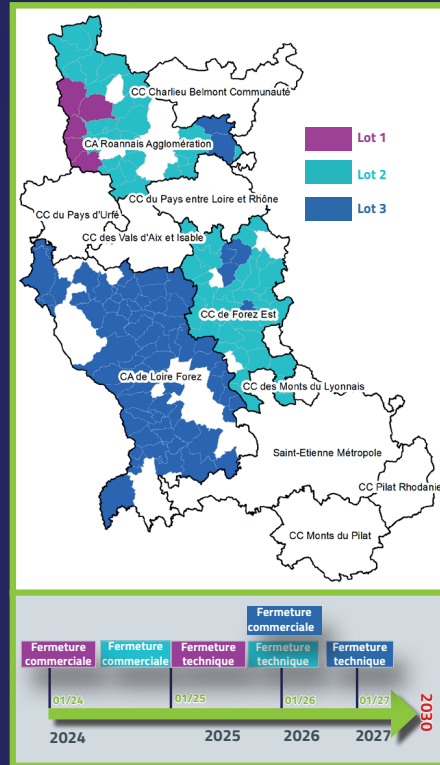 CC Charlieu Belmont Communauté
Lot 1
CA Roannais Agglomération
Lot 2
CC du Pays entre Loire et Rhône
Lot 3
CC du Pays d'Urfé
CC des Vals d'Aix et Isable
CC de Forez Est
CA de Loire Forez
CC des Monts du Lyonnais
Saint-Etienne Métropole
CC Pilat Rhodanie
CC Monts du Pilat
Fermeture
commerciale
Fermeture
commerciale
Fermeture
commerciale
Fermeture
technique
Fermeture
technique
Fermeture
technique
01/24
01/25
01/26
01/27
2024
2025
2026
2027
2030